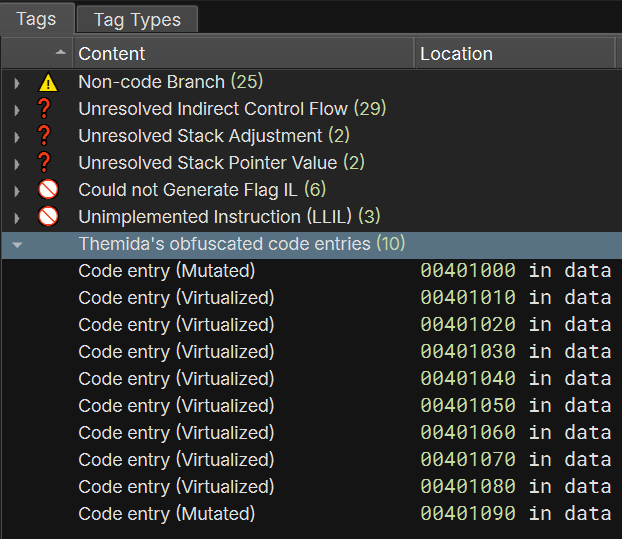 Tags Tag Types
Content Location
Non-code Branch (25)
Unresolved Indirect Control Flow (29)
Unresolved Stack Adjustment (2)
Unresolved Stack Pointer Value (2)
Could not Generate Flag IL (6)
Unimplemented Instruction (LLIL) (3)
Themida's obfuscated code entries (10)
Code entry (Mutated) 00401000 in data
Code entry (Virtualized) 00401010 in data
Code entry (Virtualized) 00401020 in data
Code entry (Virtualized) 00401030 in data
Code entry (Virtualized) 00401040 in data
Code entry (Virtualized) 00401050 in data
Code entry (Virtualized) 00401060 in data
Code entry (Virtualized) 00401070 in data
Code entry (Virtualized) 00401080 in data
Code entry (Mutated) 00401090 in data